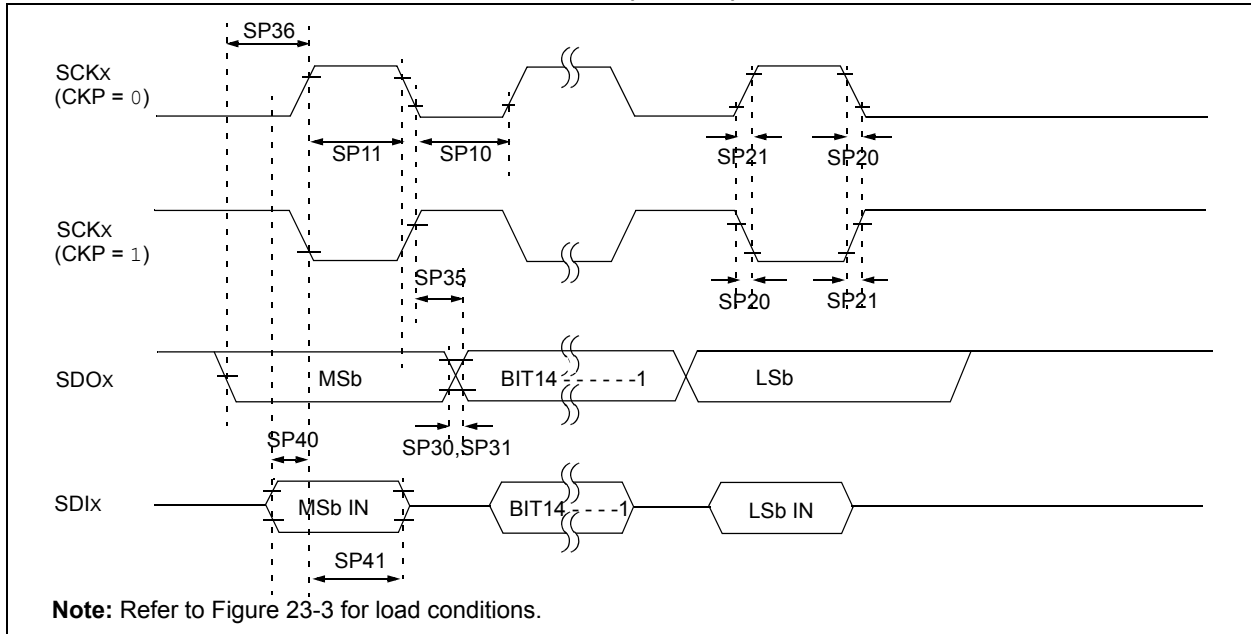 SP36
SCKx
(CKP = 0)
SP11
SP10
SP21
SP20
SCKx
(CKP = 1)
SP35
SP20
SP21
SDOx
MSb
BIT14 - - - - - -1
LSb
SP40
SP30,SP31
SDIx
MSb IN
BIT14 - - - - -1
LSb IN
SP41
Note: Refer to Figure 23-3 for load conditions.